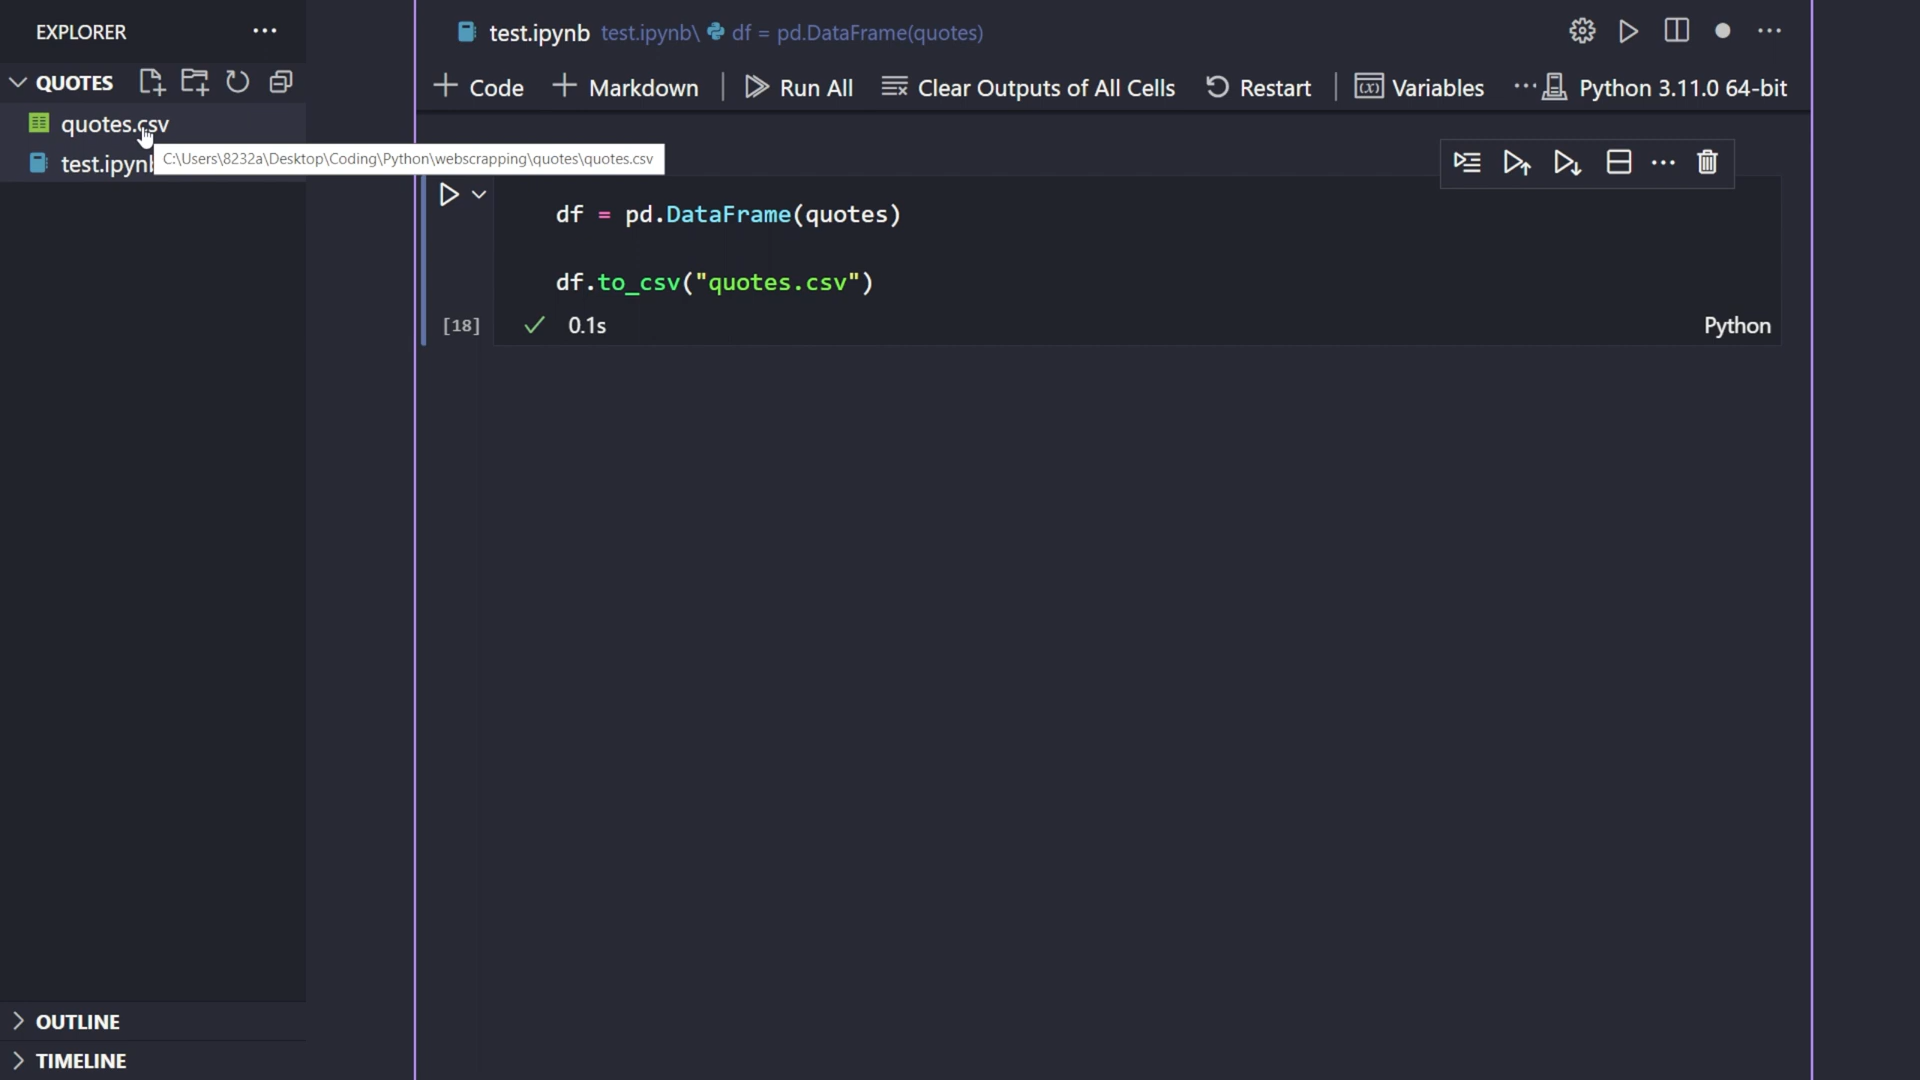 EXPLORER
QUOTES
quotes.csv
test.ipynb
C:\Users\8232a\Desktop\Coding\Python\webscrapping\quotes\quotes.csv
OUTLINE
TIMELINE
test.ipynb test.ipynb\ df = pd.DataFrame(quotes)
Code Markdown Run All Clear Outputs of All Cells Restart Variables Python 3.11.0 64-bit
df = pd.DataFrame(quotes)
df.to_csv("quotes.csv")
[18] 0.1s Python